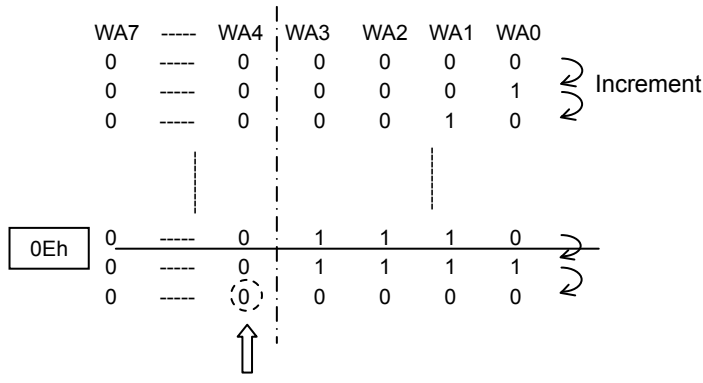 WA7 ----- WA4 WA3 WA2 WA1 WA0
0 ----- 0 0 0 0 0
0 ----- 0 0 0 0 1 Increment
0 ----- 0 0 0 1 0
0Eh 0 ----- 0 1 1 1 0
0 ----- 0 1 1 1 1
0 ----- 0 0 0 0 0